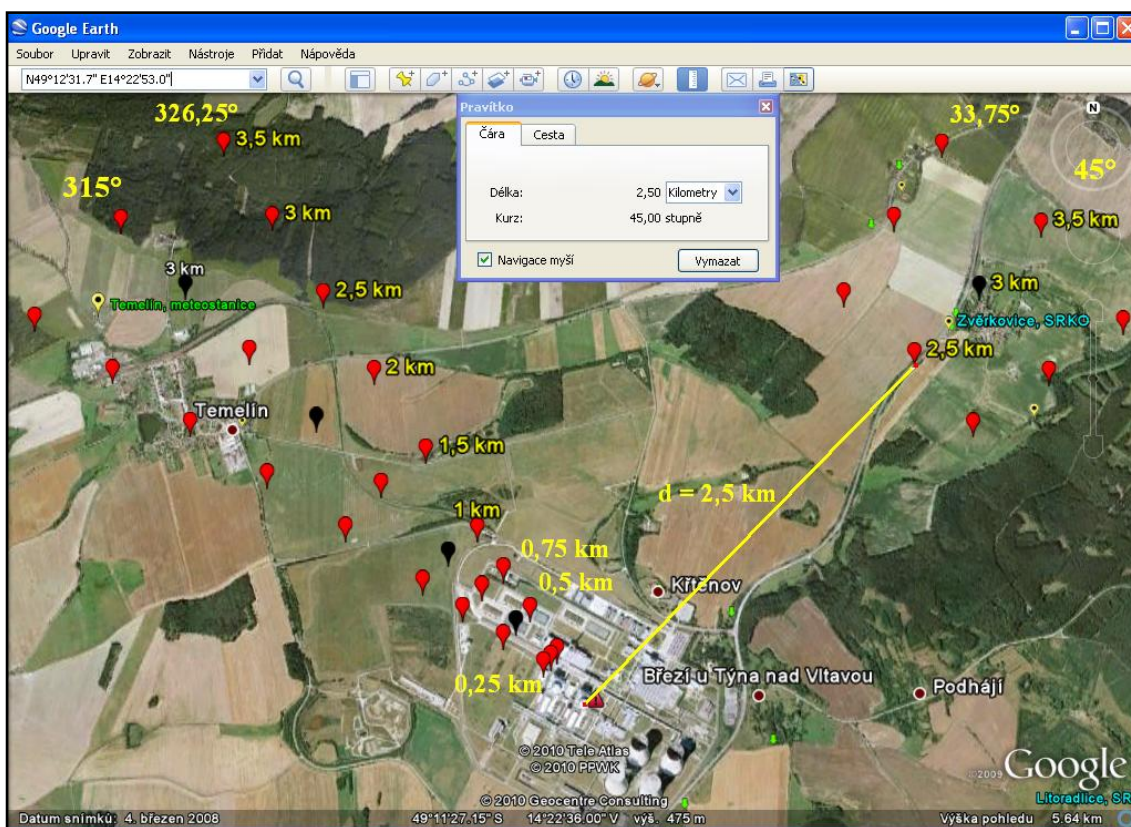 Google Earth
Soubor Upravit Zobrazit Nástroje Přidat Nápověda
N49°12'31.7" E14°22'53.0"
Pravítko
Čára Cesta
Délka: 2,50 Kilometry
Kurz: 45,00 stupně
Navigace myší Vymazat
326,25°
33,75°
N
3,5 km
45°
315°
3 km
3,5 km
3 km
2,5 km
3 km
Temelín, meteostanice
Zvěrkovice, SRKO
2,5 km
2 km
Temelín
1,5 km
d = 2,5 km
1 km
0,75 km
0,5 km
Křtěnov
0,25 km
Březí u Týna nad Vltavou
Podhájí
© 2010 Tele Atlas
© 2010 PPWK
©2009 Google
© 2010 Geocentre Consulting
Litoradlice, SR
Datum snímků: 4. březen 2008
49°11'27.15" S 14°22'36.00" V výš. 475 m
Výška pohledu 5.64 km